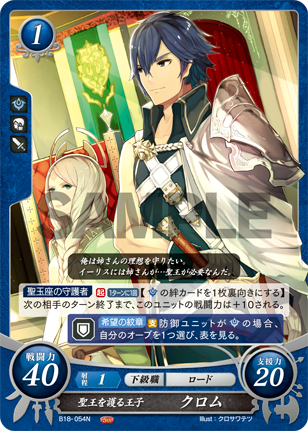 1
SAMPLE
俺は姉さんの理想を守りたい。
イーリスには姉さんが…聖王が必要なんだ。
聖玉座の守護者 起 1ターンに1回 【の絆カードを1枚裏向きにする】
次の相手のターン終了まで、このユニットの戦闘力は+10される。
希望の紋章 支 防御ユニットが の場合、
自分のオーブを1つ選び、表を見る。
戦闘力 40
射程 1 下級職 ロード
支援力 20
聖王を護る王子 クロム
B18-054N Illust:クロサワテツ